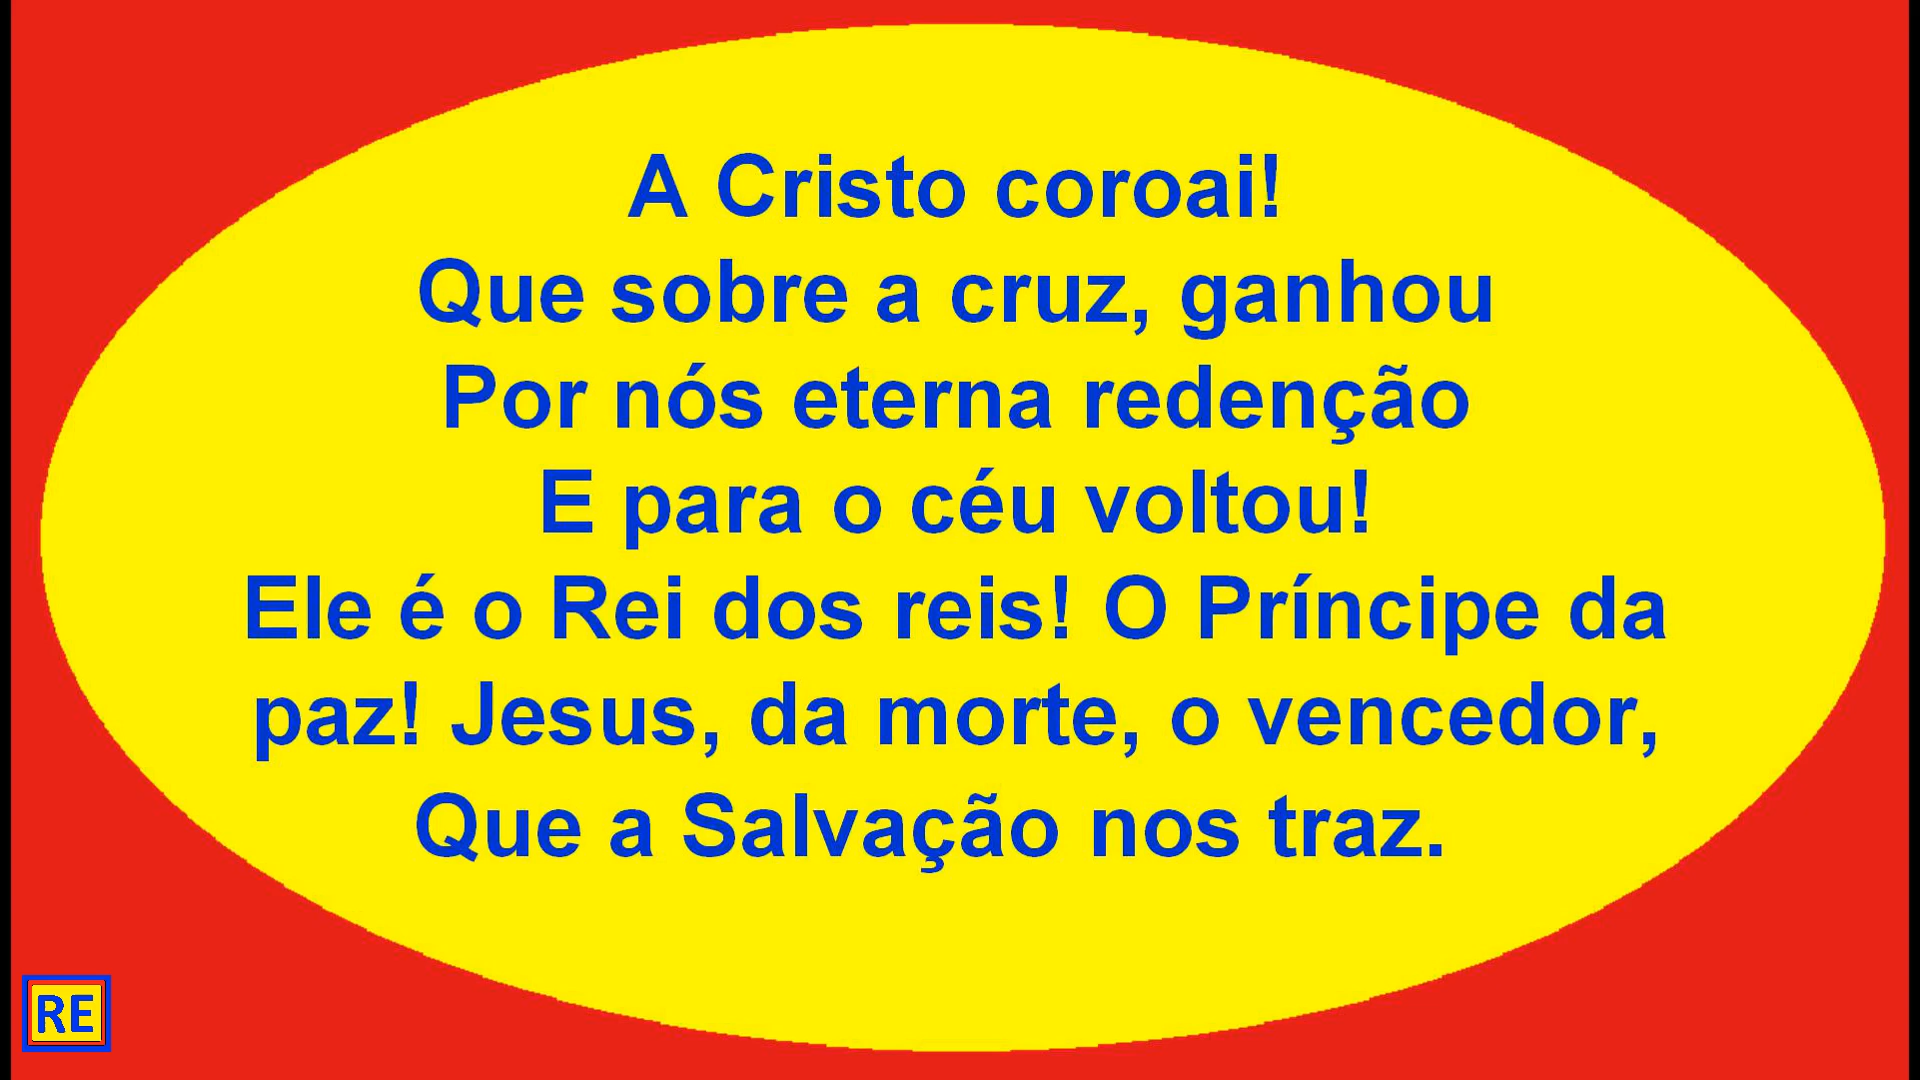 A Cristo coroai!
Que sobre a cruz, ganhou
Por nós eterna redenção
E para o céu voltou!
Ele é o Rei dos reis! O Príncipe da
paz! Jesus, da morte, o vencedor,
Que a Salvação nos traz.
RE